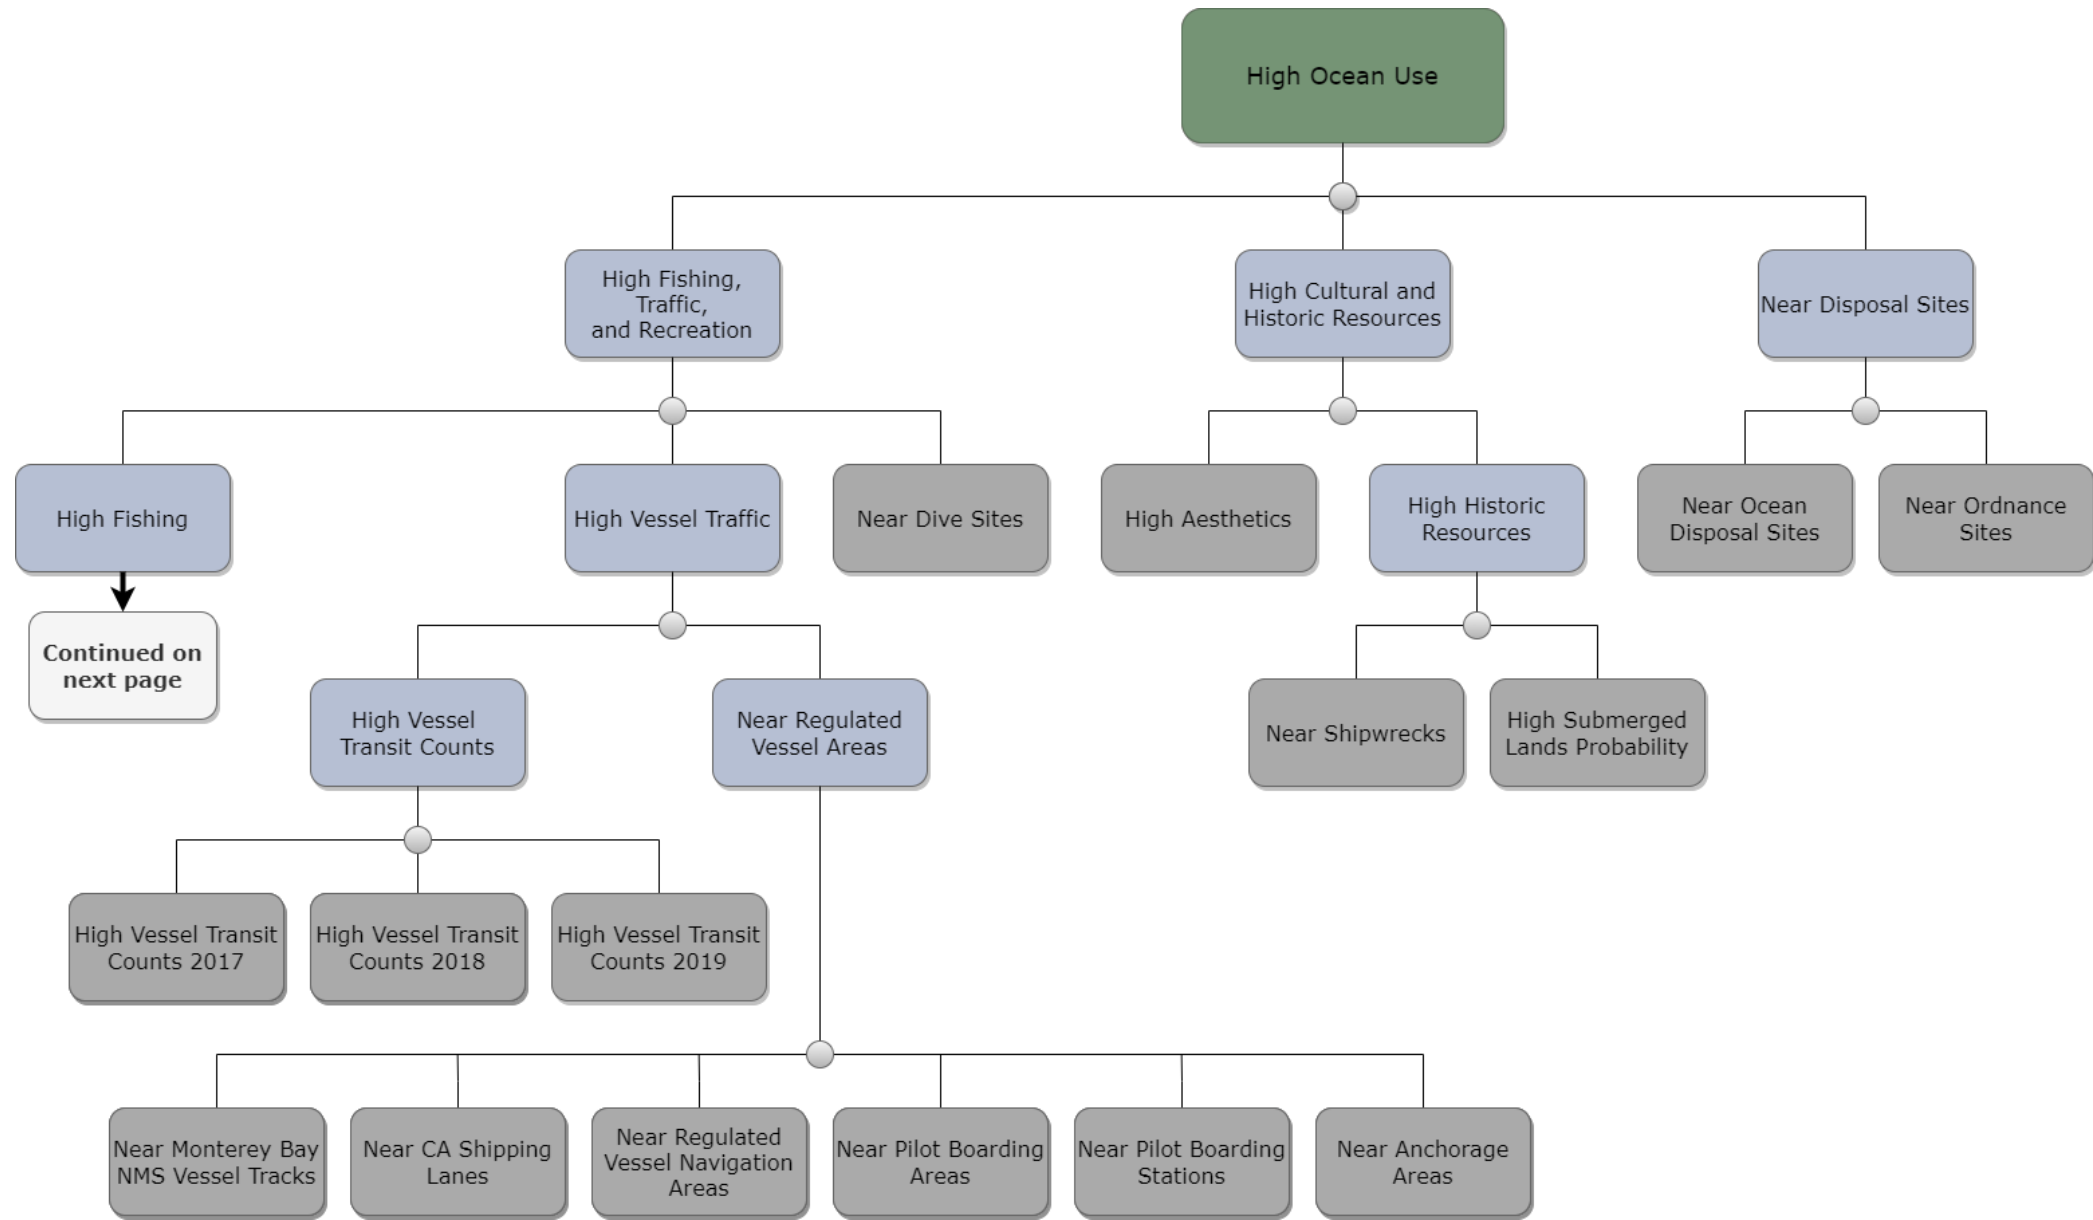 High Ocean Use
High Fishing,
Traffic,
and Recreation
High Cultural and
Historic Resources
Near Disposal Sites
High Fishing
High Vessel Traffic
Near Dive Sites
High Aesthetics
High Historic
Resources
Near Ocean
Disposal Sites
Near Ordnance
Sites
Continued on
next page
High Vessel
Transit Counts
Near Regulated
Vessel Areas
Near Shipwrecks
High Submerged
Lands Probability
High Vessel Transit
Counts 2017
High Vessel Transit
Counts 2018
High Vessel Transit
Counts 2019
Near Monterey Bay
NMS Vessel Tracks
Near CA Shipping
Lanes
Near Regulated
Vessel Navigation
Areas
Near Pilot Boarding
Areas
Near Pilot Boarding
Stations
Near Anchorage
Areas